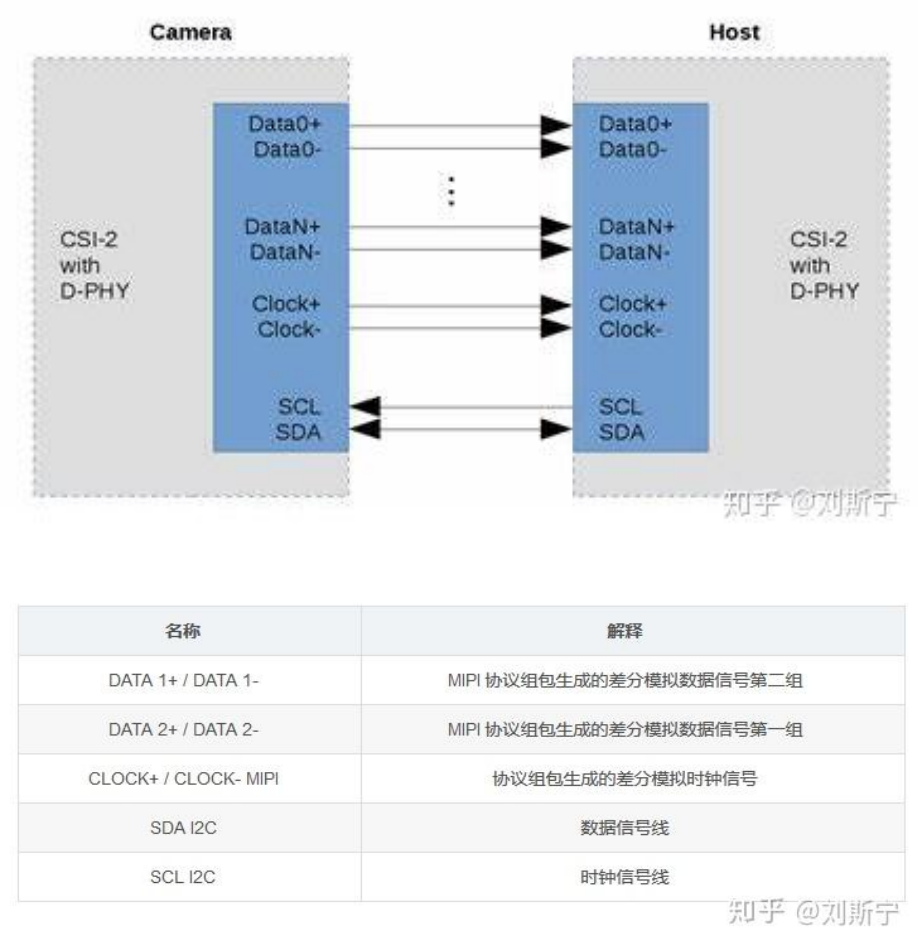 Camera
Host
Data0+
Data0-
DataN+
DataN-
Clock+
Clock-
SCL
SDA
CSI-2
with
D-PHY
Data0+
Data0-
DataN+
DataN-
Clock+
Clock-
SCL
SDA
CSI-2
with
D-PHY
知乎 @刘斯宁
名称 解释
DATA 1+ / DATA 1- MIPI 协议组包生成的差分模拟数据信号第二组
DATA 2+ / DATA 2- MIPI 协议组包生成的差分模拟数据信号第一组
CLOCK+ / CLOCK- MIPI 协议组包生成的差分模拟时钟信号
SDA I2C 数据信号线
SCL I2C 时钟信号线
知乎 @刘斯宁